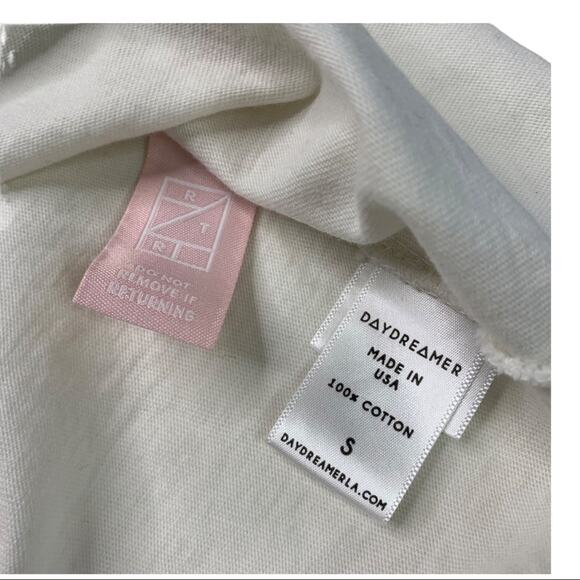 R
T
R
DO NOT
REMOVE IF
RETURNING
DAYDREAMER
MADE IN
USA
100% COTTON
S
DAYDREAMERLA.COM